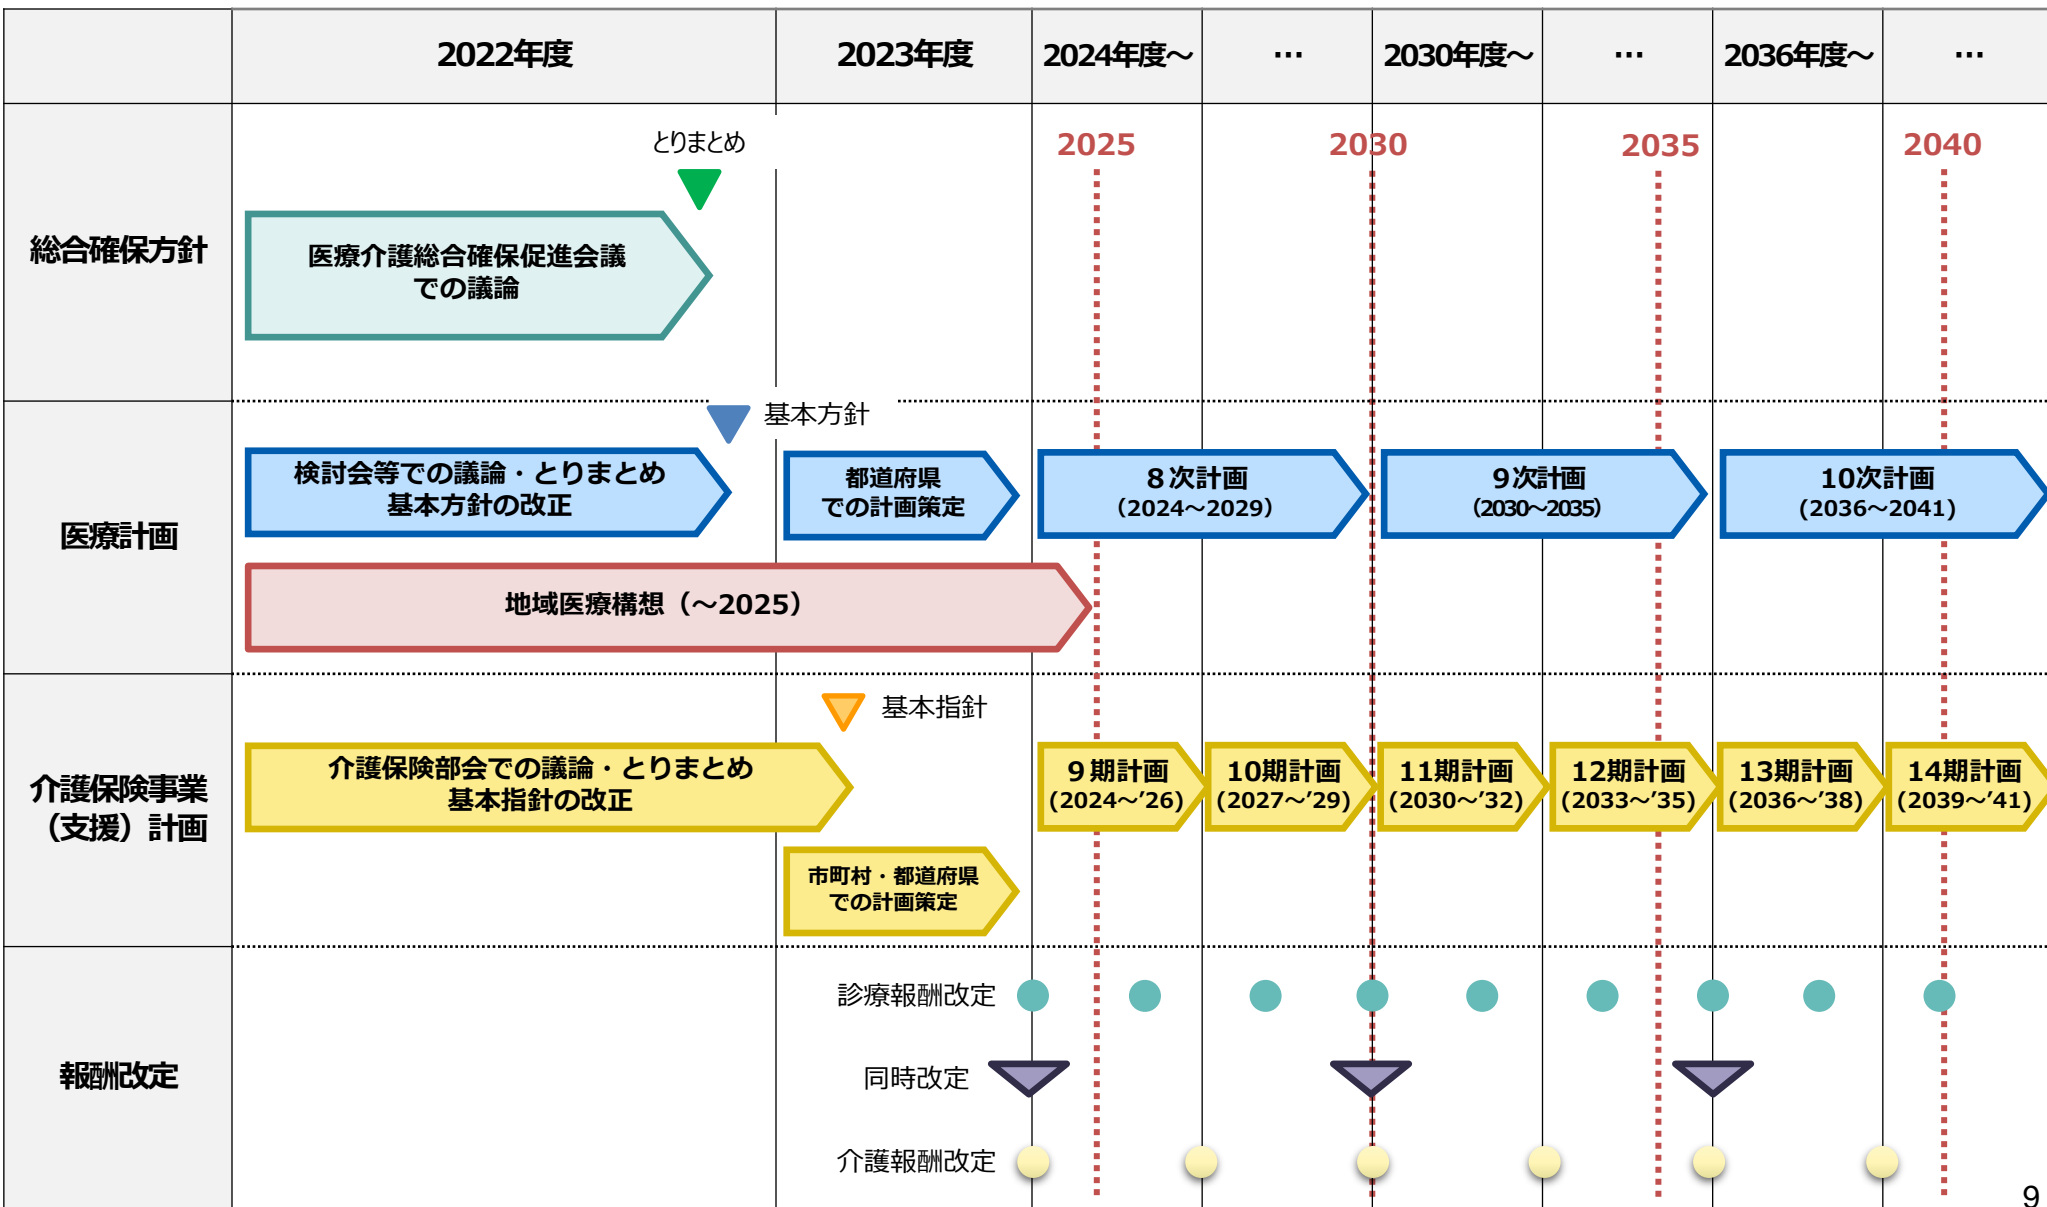 2022年度
2023年度
2024年度～
…
2030年度～
…
2036年度～
…
総合確保方針
とりまとめ
医療介護総合確保促進会議
での議論
2025
2030
2035
2040
医療計画
基本方針
検討会等での議論・とりまとめ
基本方針の改正
都道府県
での計画策定
８次計画
（2024～2029）
９次計画
（2030～2035）
10次計画
(2036～2041)
地域医療構想（～2025）
介護保険事業
（支援）計画
基本指針
介護保険部会での議論・とりまとめ
基本指針の改正
市町村・都道府県
での計画策定
９期計画
(2024～’26)
10期計画
(2027～’29)
11期計画
(2030～’32)
12期計画
(2033～’35)
13期計画
(2036～’38)
14期計画
(2039～’41)
報酬改定
診療報酬改定
同時改定
介護報酬改定
9